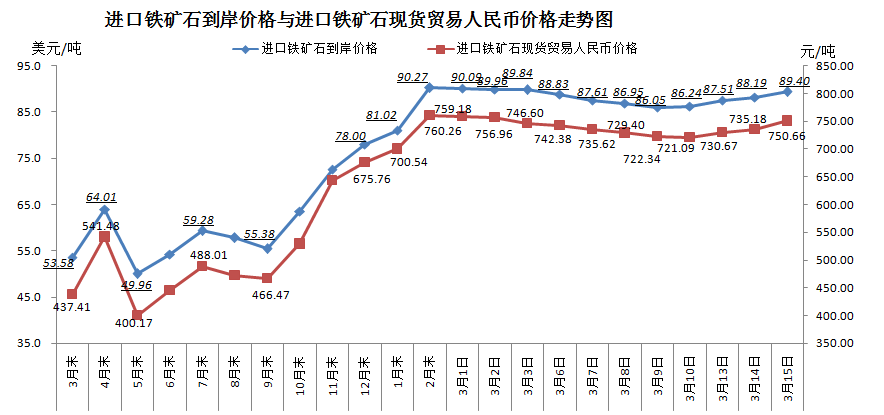 进口铁矿石到岸价格与进口铁矿石现货贸易人民币价格走势图
美元/吨
进口铁矿石到岸价格
进口铁矿石现货贸易人民币价格
元/吨
95.0
85.0
75.0
65.0
55.0
45.0
35.0
850.00
800.00
750.00
700.00
650.00
600.00
550.00
500.00
450.00
400.00
350.00
53.58
64.01
49.96
59.28
55.38
78.00
81.02
90.27
90.09
89.96
89.84
88.83
87.61
86.95
86.05
86.24
87.51
88.19
89.40
437.41
541.48
400.17
488.01
466.47
675.76
700.54
760.26
759.18
756.96
746.60
742.38
735.62
729.40
722.34
721.09
730.67
735.18
750.66
3月末
4月末
5月末
6月末
7月末
8月末
9月末
10月末
11月末
12月末
1月末
2月末
3月1日
3月2日
3月3日
3月6日
3月7日
3月8日
3月9日
3月10日
3月13日
3月14日
3月15日